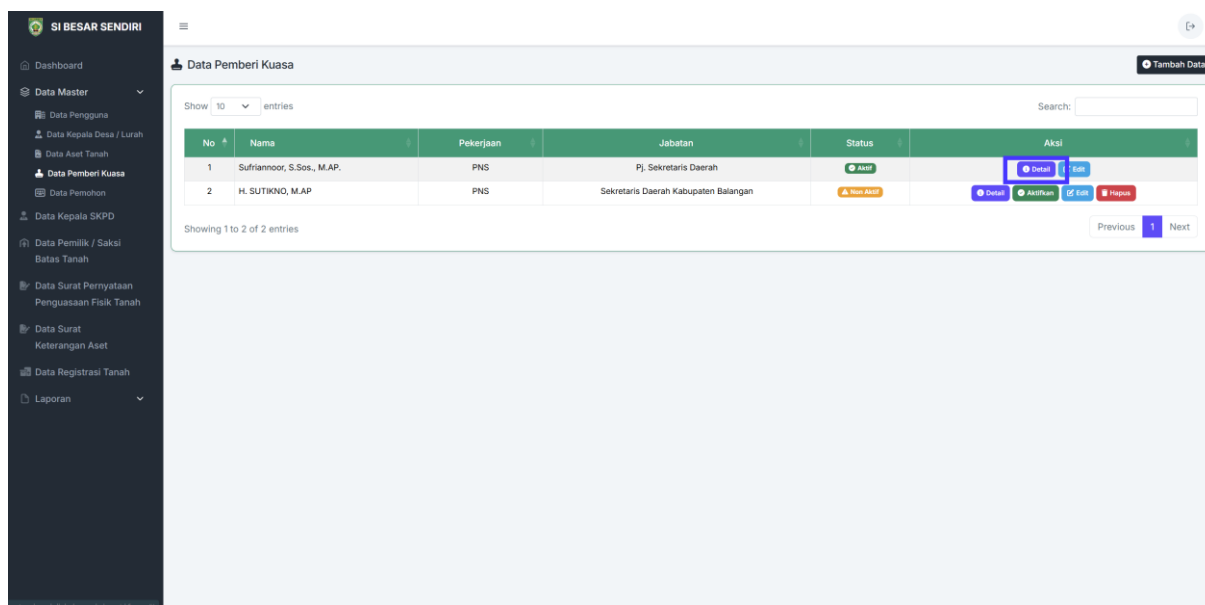 SI BESAR SENDIRI
Dashboard
Data Master
Data Pengguna
Data Kepala Desa / Lurah
Data Aset Tanah
Data Pemberi Kuasa
Data Pemohon
Data Kepala SKPD
Data Pemilik / Saksi
Batas Tanah
Data Surat Pernyataan
Penguasaan Fisik Tanah
Data Surat
Keterangan Aset
Data Registrasi Tanah
Laporan
Data Pemberi Kuasa
Tambah Data
Show 10 entries
Search:
No Nama Pekerjaan Jabatan Status Aksi
1 Sufriannoor, S.Sos., M.AP. PNS Pj. Sekretaris Daerah Aktif Detail Edit
2 H. SUTIKNO, M.AP PNS Sekretaris Daerah Kabupaten Balangan Non Aktif Detail Aktifkan Edit Hapus
Showing 1 to 2 of 2 entries
Previous 1 Next